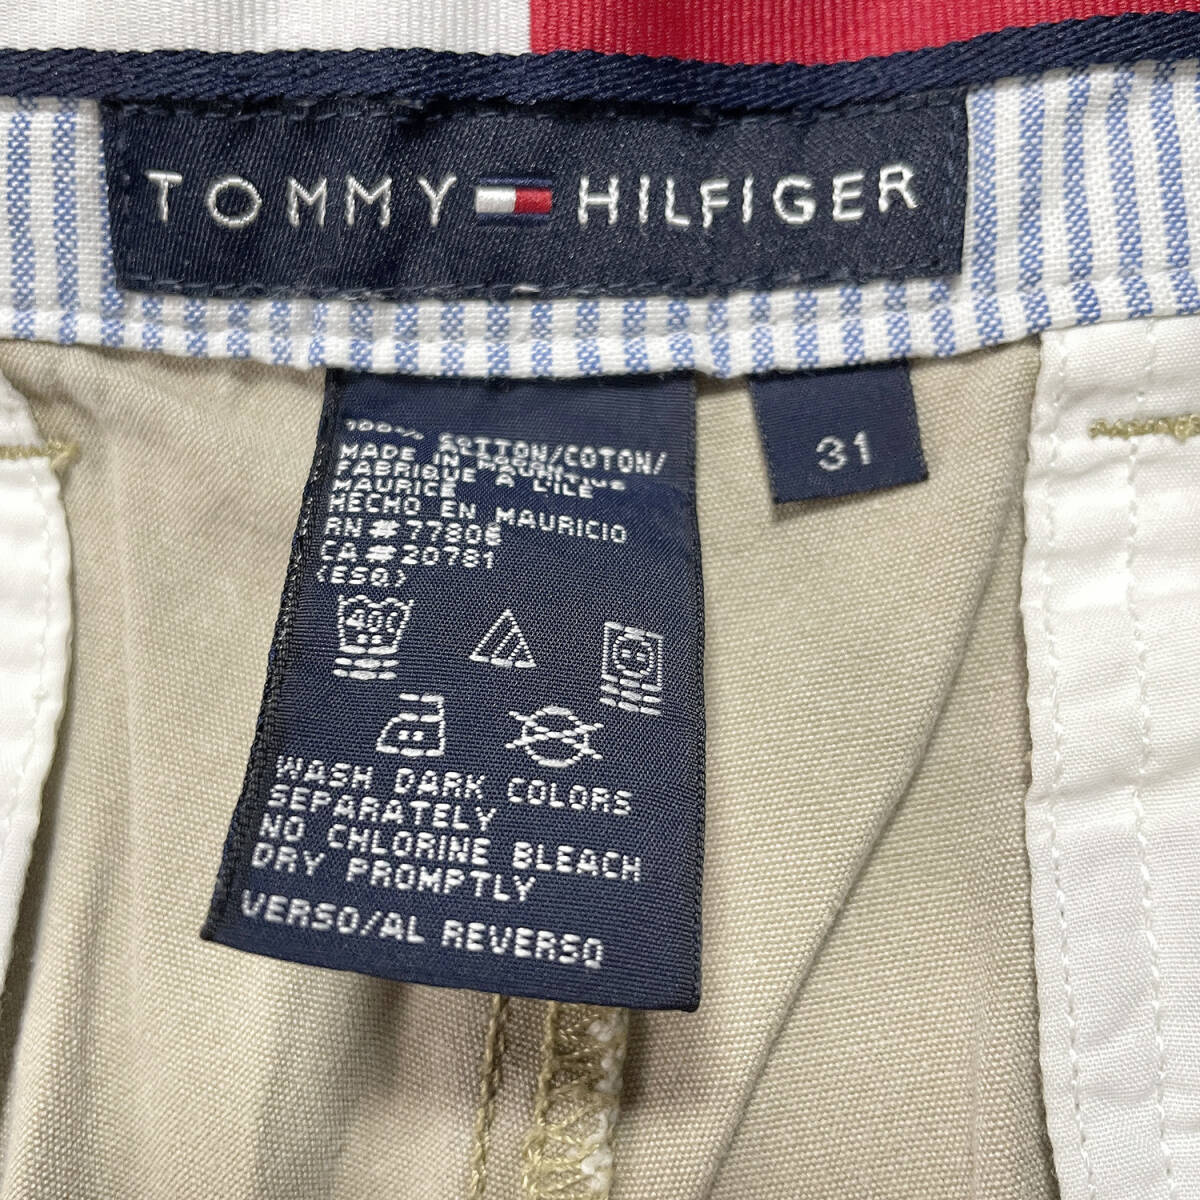 TOMMY HILFIGER
31
100% COTTON/COTON/
MADE IN MAURITIUS
FABRIQUE A L'ILE
MAURICE
HECHO EN MAURICIO
RN # 77806
CA # 20781
(ESQ)
40C
WASH DARK COLORS
SEPARATELY
NO CHLORINE BLEACH
DRY PROMPTLY
VERSO/AL REVERSO